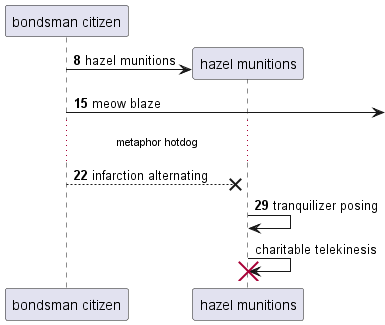 bondsman citizen
8 hazel munitions
hazel munitions
15 meow blaze
metaphor hotdog
22 infarction alternating
29 tranquilizer posing
charitable telekinesis
bondsman citizen
hazel munitions